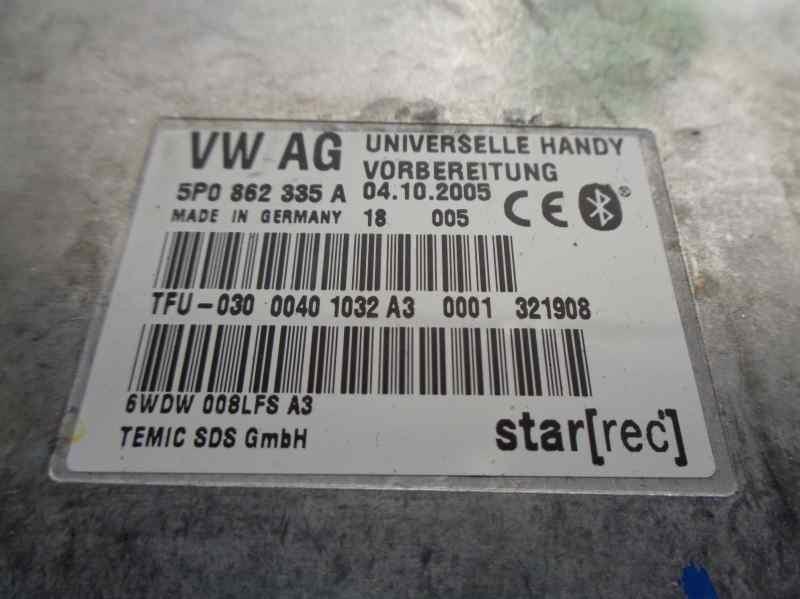 VW AG UNIVERSELLE HANDY
VORBEREITUNG
5P0 862 335 A 04.10.2005
MADE IN GERMANY 18 005 CE ®
TFU-030 0040 1032 A3 0001 321908
6WDW 008LFS A3
TEMIC SDS GmbH star[rec]